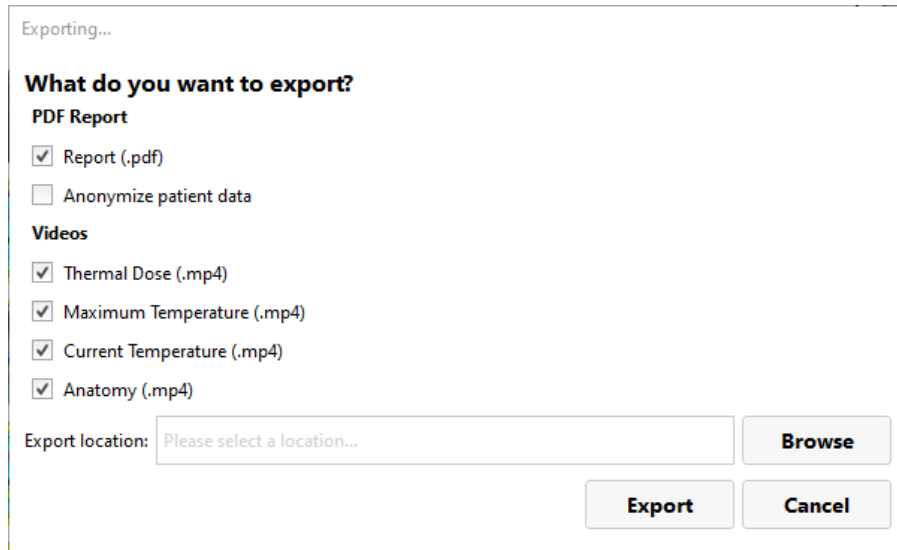 Exporting...
What do you want to export?
PDF Report
Report (.pdf)
Anonymize patient data
Videos
Thermal Dose (.mp4)
Maximum Temperature (.mp4)
Current Temperature (.mp4)
Anatomy (.mp4)
Export location: Please select a location... Browse
Export Cancel